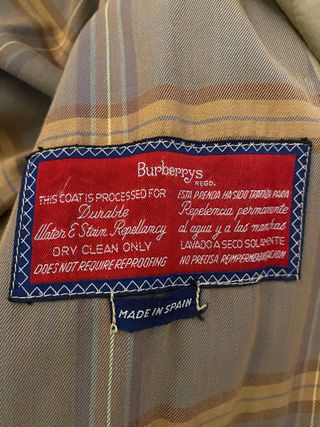 Burberrys
REGD.
THIS COAT IS PROCESSED FOR
Durable
Water & Stain Repellancy
DRY CLEAN ONLY
DOES NOT REQUIRE REPROOFING
ESTA PRENDA HA SIDO TRATADA PARA
Repelencia permanente
al agua y a las manchas
LAVADO A SECO SOLAMENTE
NO PRECISA REIMPERMEABILIZACION
MADE IN SPAIN